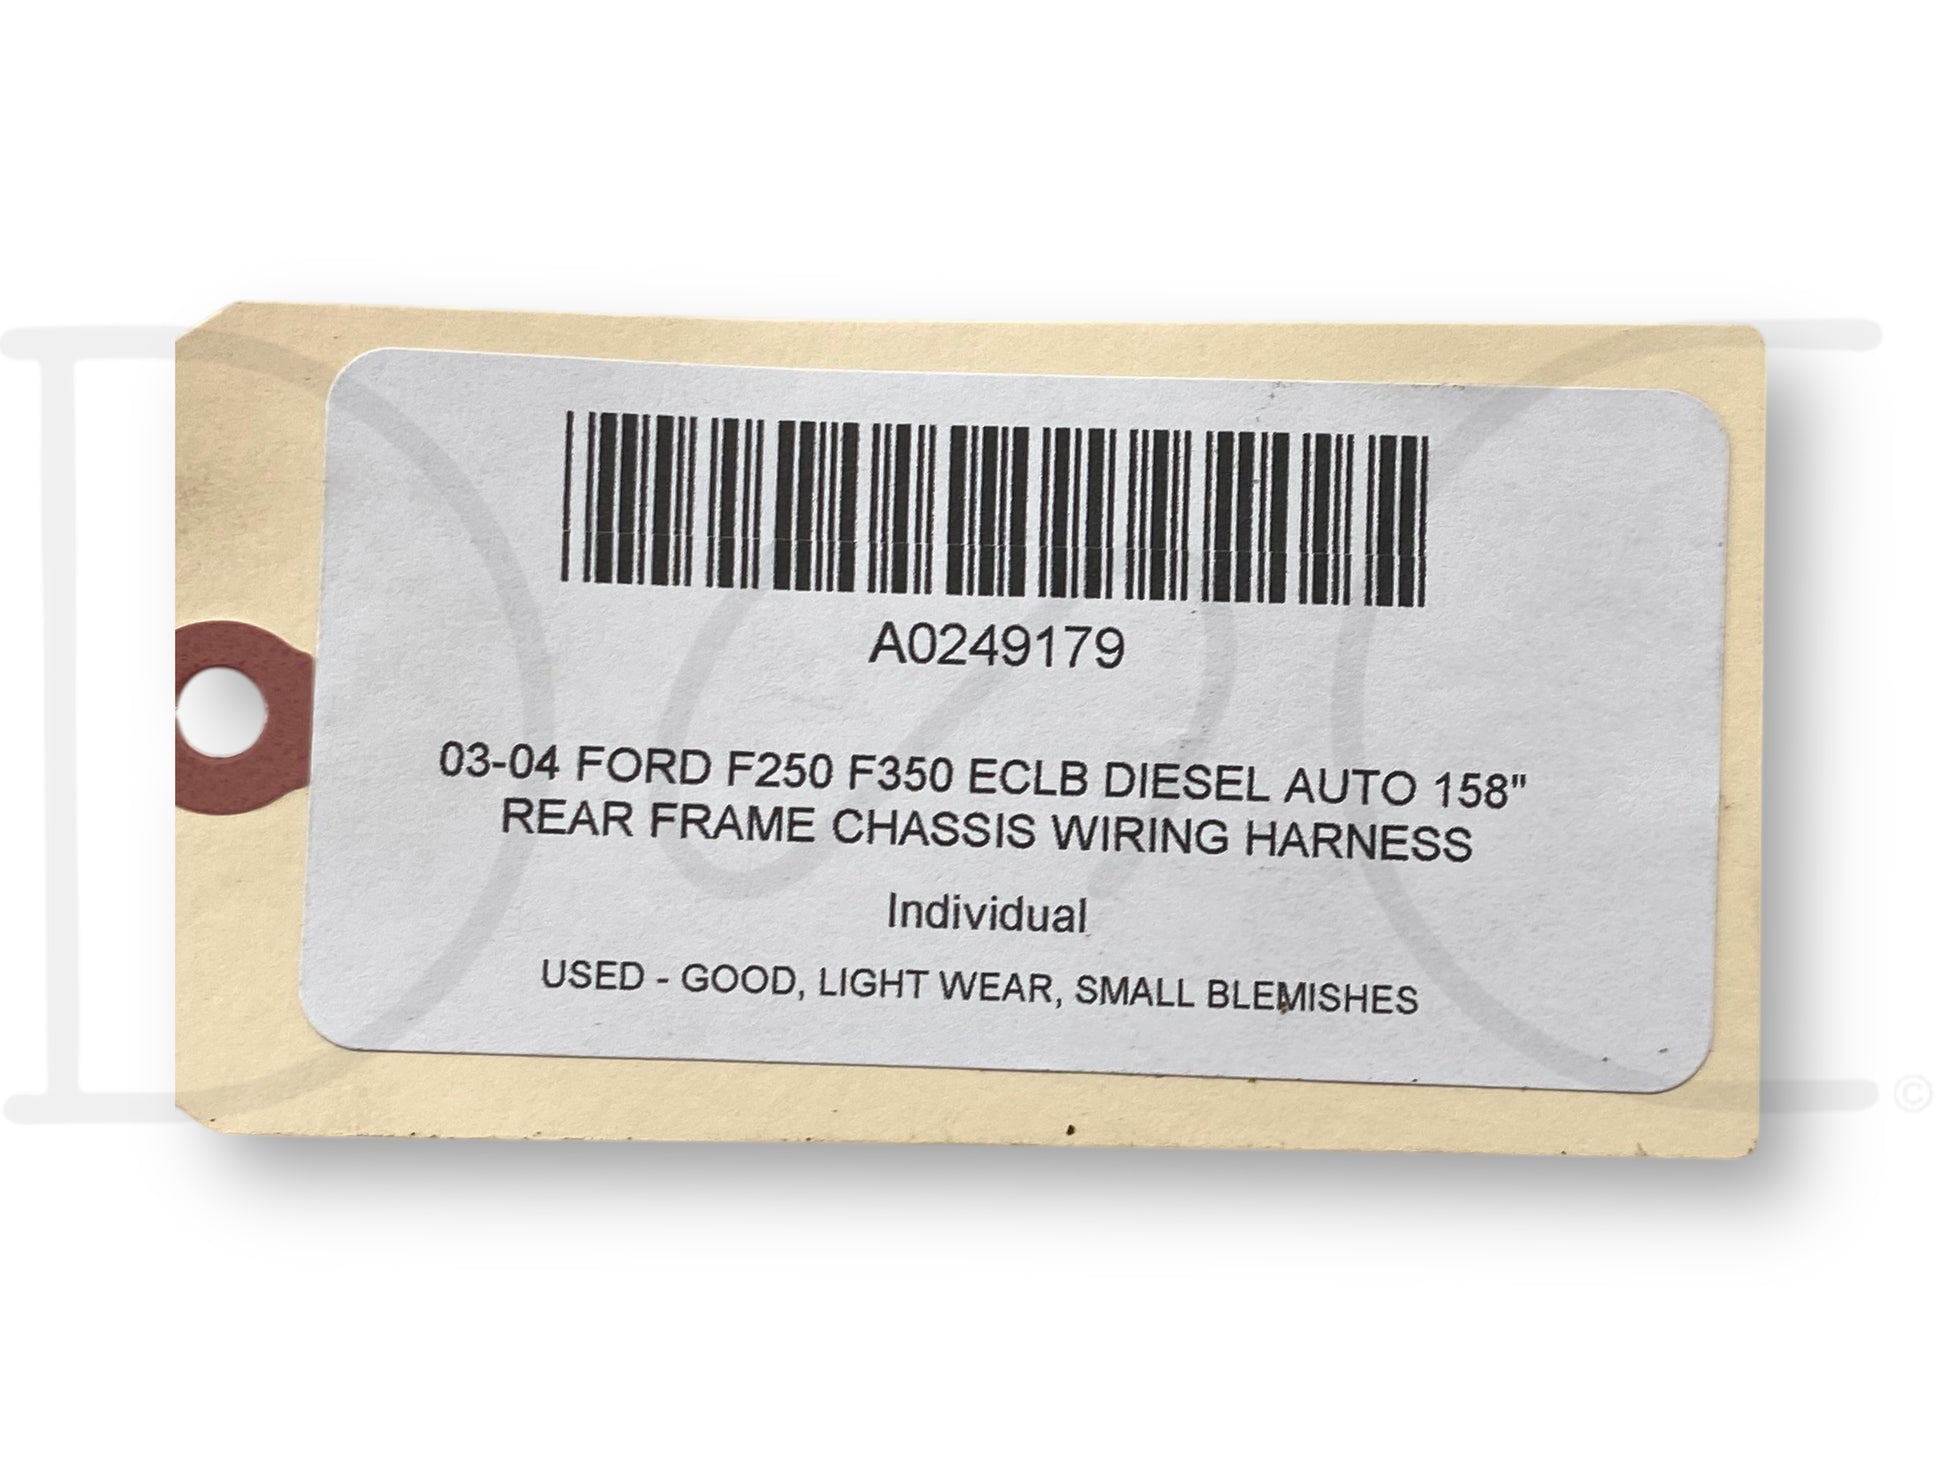 A0249179
03-04 FORD F250 F350 ECLB DIESEL AUTO 158"
REAR FRAME CHASSIS WIRING HARNESS
Individual
USED - GOOD, LIGHT WEAR, SMALL BLEMISHES
©